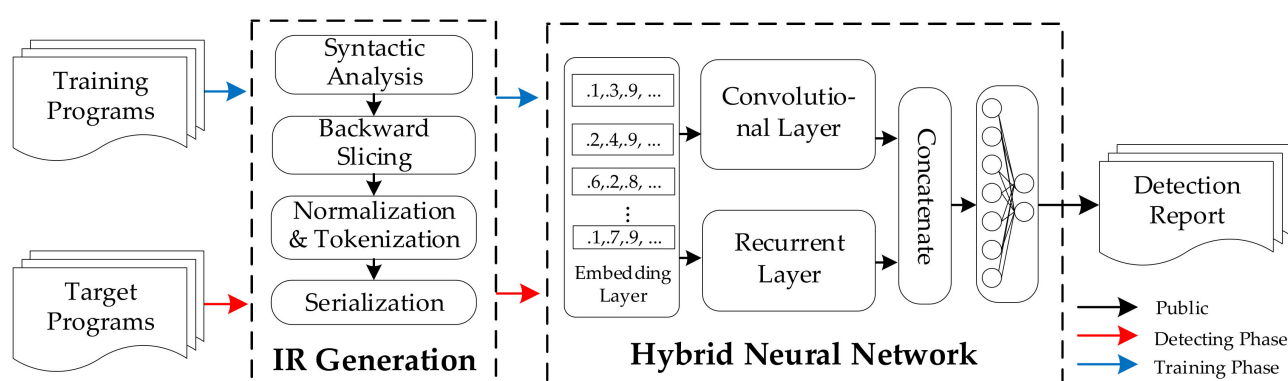 Training
Programs
Target
Programs
Syntactic
Analysis
Backward
Slicing
Normalization
& Tokenization
Serialization
IR Generation
.1,.3,.9, ...
.2,.4,.9, ...
.6,.2,.8, ...
...
.1,.7,.9, ...
Embedding
Layer
Convolutio-
nal Layer
Recurrent
Layer
Concatenate
Hybrid Neural Network
Detection
Report
Public
Detecting Phase
Training Phase